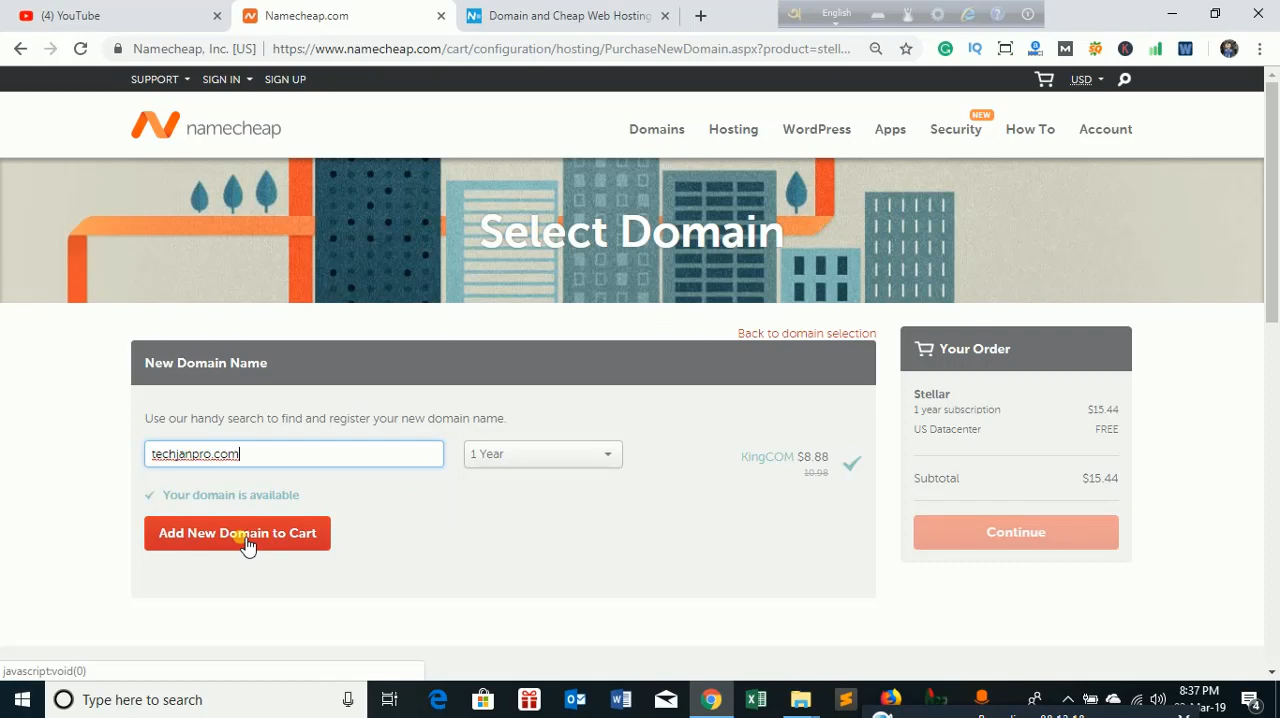 (4) YouTube
Namecheap.com
Domain and Cheap Web Hosting
English
Namecheap, Inc. [US]
https://www.namecheap.com/cart/configuration/hosting/PurchaseNewDomain.aspx?product=stell...
SUPPORT
SIGN IN
SIGN UP
USD
namecheap
Domains
Hosting
WordPress
Apps
Security
NEW
How To
Account
Select Domain
Back to domain selection
New Domain Name
Use our handy search to find and register your new domain name.
techjanpro.com
1 Year
KingCOM $8.88
10.98
Your domain is available
Add New Domain to Cart
Your Order
Stellar
1 year subscription $15.44
US Datacenter FREE
Subtotal $15.44
Continue
javascript:void(0)
Type here to search
8:37 PM
4